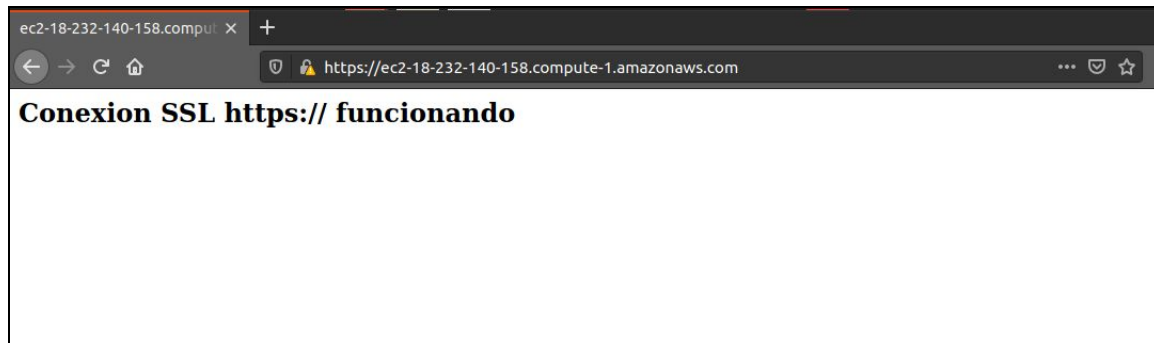 ec2-18-232-140-158.comput
https://ec2-18-232-140-158.compute-1.amazonaws.com
Conexion SSL https:// funcionando